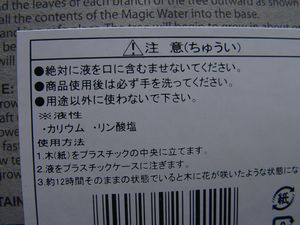 and the leaves of each branch of the tree outward as shown
all the contents of the Magic Water into the base.
⚠注 意(ちゅうい)
●絶対に液を口に含ませないでください。
●商品使用後は必ず手を洗ってください。
●用途以外に使わないで下さい。
※液性
・カリウム ・リン酸塩
使用方法
1.木(紙)をプラスチックの中央に立てます。
2.液をプラスチックケースに注ぎます。
3.約12時間そのままの状態でいると木に花が咲いたような状態にな
紙